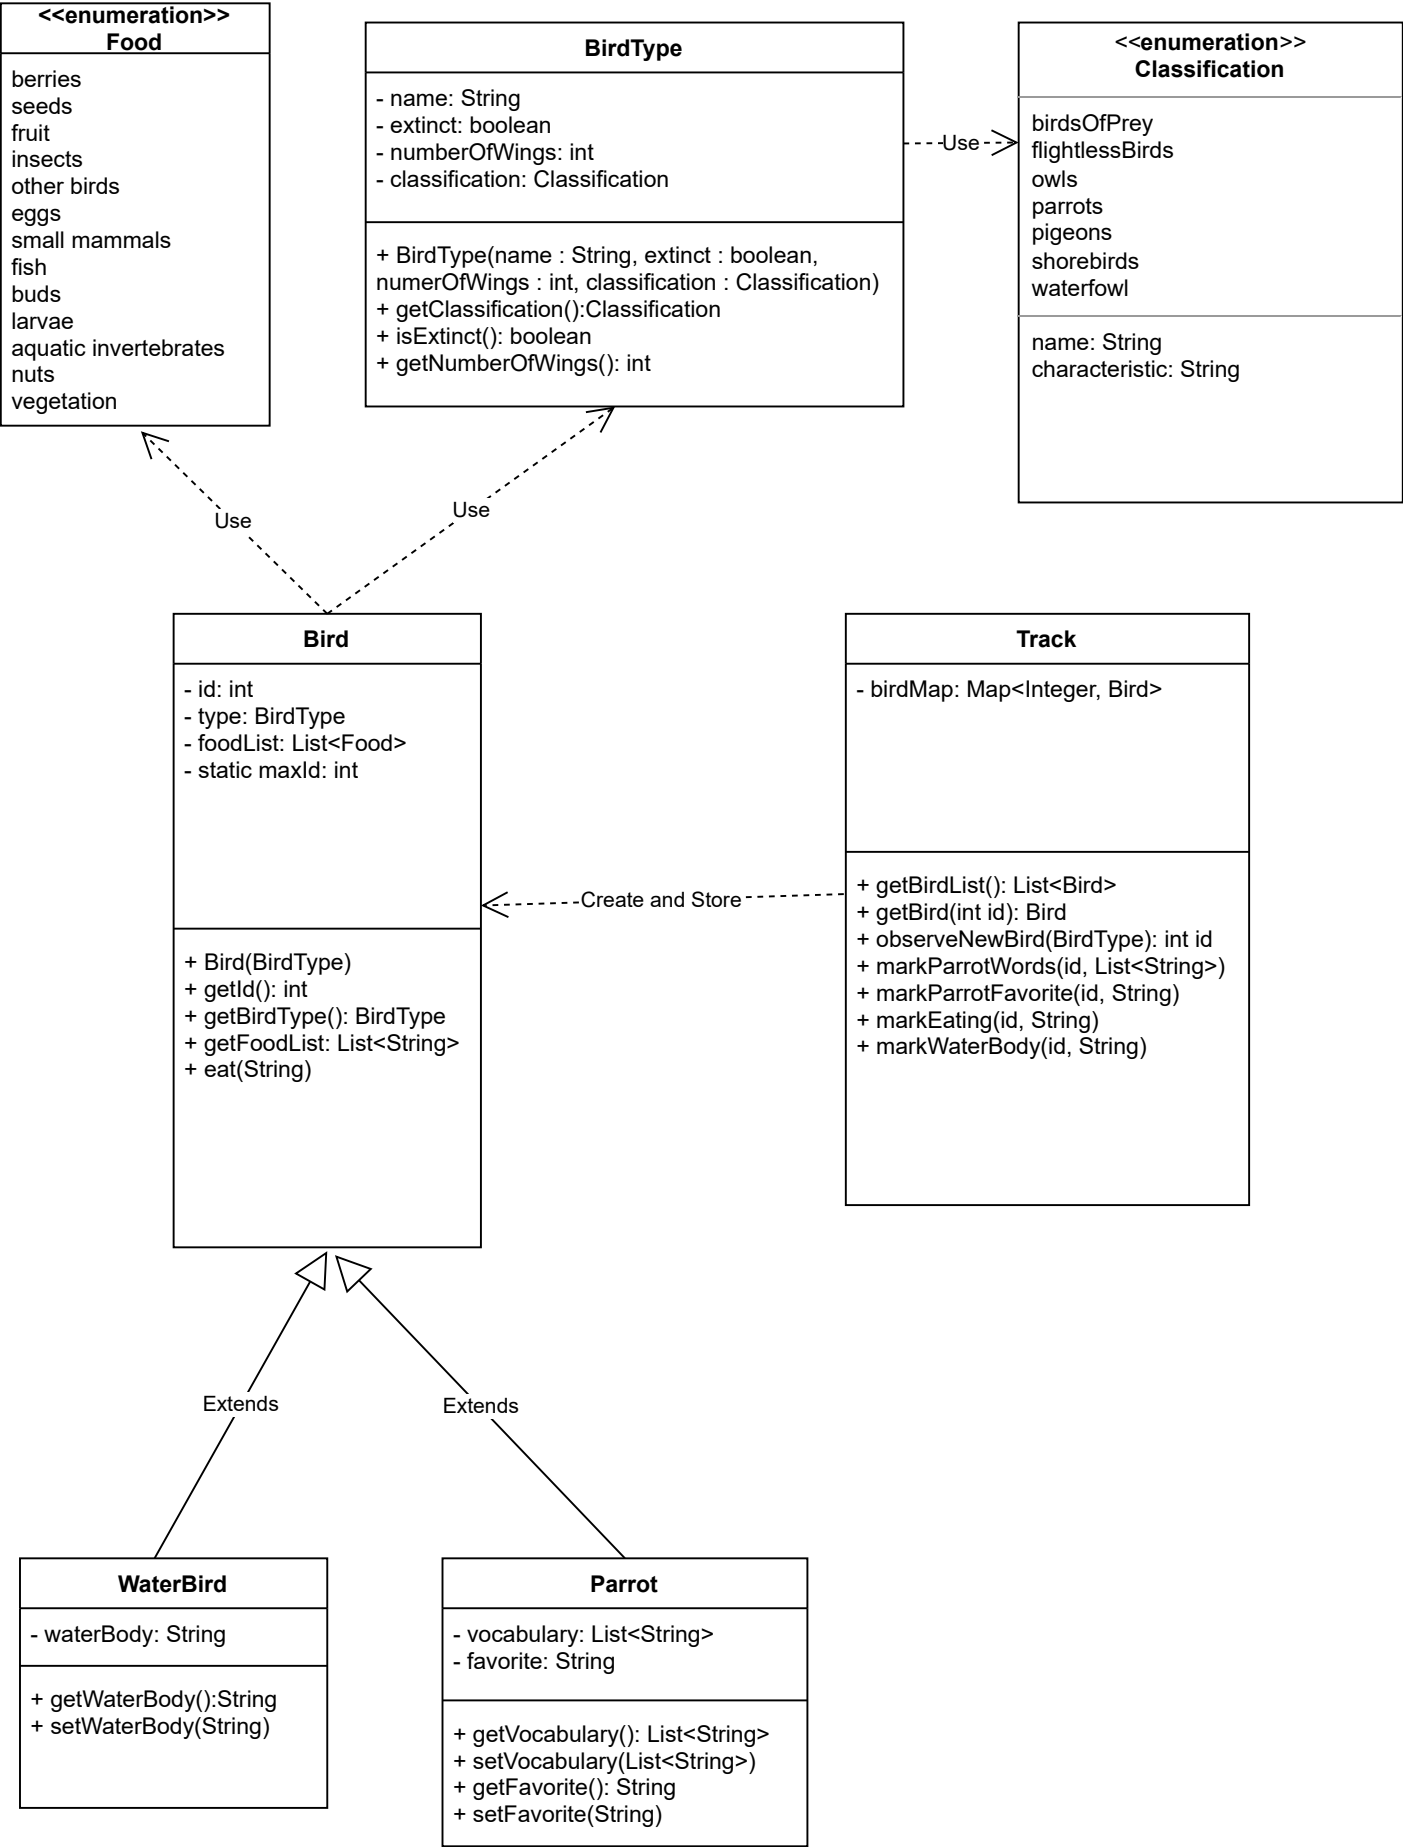 <<enumeration>>
Food
berries
seeds
fruit
insects
other birds
eggs
small mammals
fish
buds
larvae
aquatic invertebrates
nuts
vegetation
BirdType
- name: String
- extinct: boolean
- numberOfWings: int
- classification: Classification
+ BirdType(name : String, extinct : boolean,
numerOfWings : int, classification : Classification)
+ getClassification():Classification
+ isExtinct(): boolean
+ getNumberOfWings(): int
Use
<<enumeration>>
Classification
birdsOfPrey
flightlessBirds
owls
parrots
pigeons
shorebirds
waterfowl
name: String
characteristic: String
Use
Use
Bird
- id: int
- type: BirdType
- foodList: List<Food>
- static maxId: int
+ Bird(BirdType)
+ getId(): int
+ getBirdType(): BirdType
+ getFoodList: List<String>
+ eat(String)
Create and Store
Track
- birdMap: Map<Integer, Bird>
+ getBirdList(): List<Bird>
+ getBird(int id): Bird
+ observeNewBird(BirdType): int id
+ markParrotWords(id, List<String>)
+ markParrotFavorite(id, String)
+ markEating(id, String)
+ markWaterBody(id, String)
Extends
Extends
WaterBird
- waterBody: String
+ getWaterBody():String
+ setWaterBody(String)
Parrot
- vocabulary: List<String>
- favorite: String
+ getVocabulary(): List<String>
+ setVocabulary(List<String>)
+ getFavorite(): String
+ setFavorite(String)